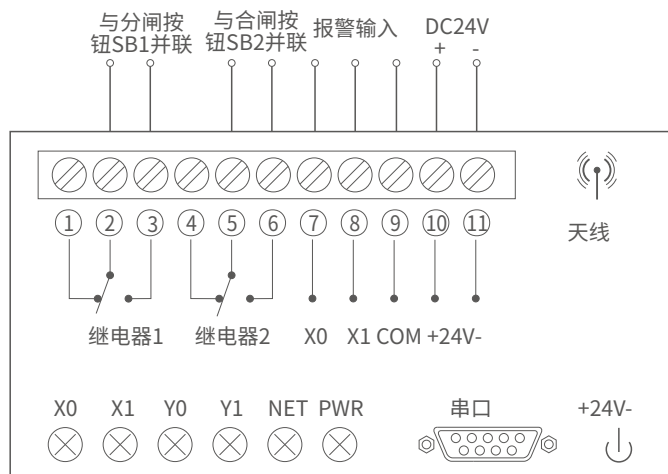 与分闸按
钮SB1并联
与合闸按
钮SB2并联
报警输入
DC24V
+ -
天线
① ② ③ ④ ⑤ ⑥ ⑦ ⑧ ⑨ ⑩ ⑪
继电器1 继电器2 X0 X1 COM +24V-
X0 X1 Y0 Y1 NET PWR 串口 +24V-